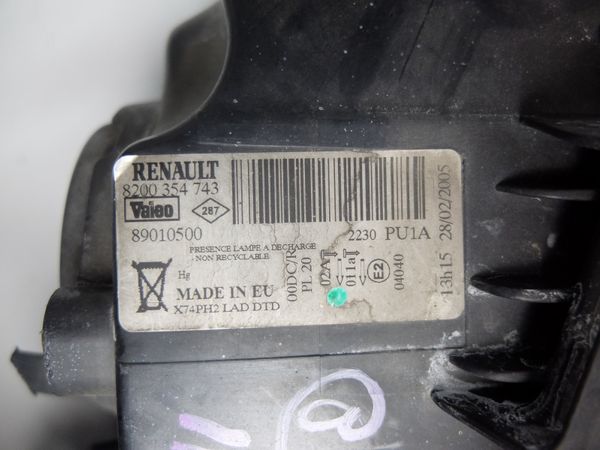 RENAULT
8200 354 743
Valeo
287
89010500
2230 PU1A
PRESENCE LAMPE A DECHARGE
- NON RECYCLABLE
Hg
MADE IN EU
X74PH2 LAD DTD
00DC/R
PL 20
02A
E2
04040
13h15 28/02/2005